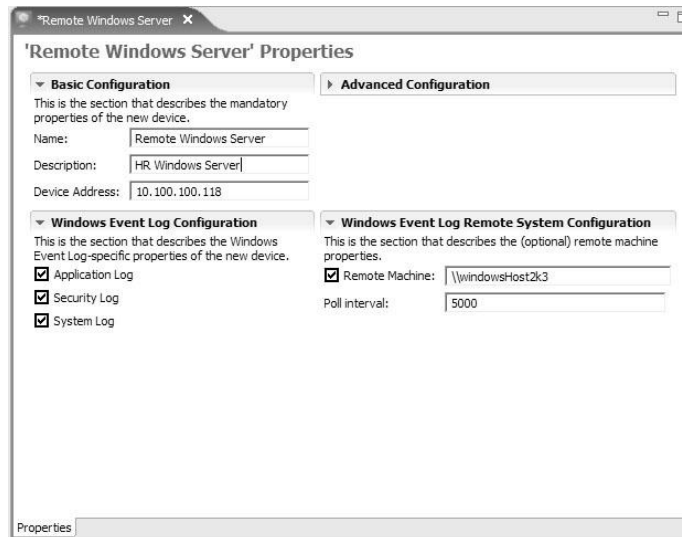 *Remote Windows Server
'Remote Windows Server' Properties
Basic Configuration
This is the section that describes the mandatory
properties of the new device.
Name: Remote Windows Server
Description: HR Windows Server
Device Address: 10.100.100.118
Advanced Configuration
Windows Event Log Configuration
This is the section that describes the Windows
Event Log-specific properties of the new device.
Application Log
Security Log
System Log
Windows Event Log Remote System Configuration
This is the section that describes the (optional) remote machine
properties.
Remote Machine: \\windowsHost2k3
Poll interval: 5000
Properties